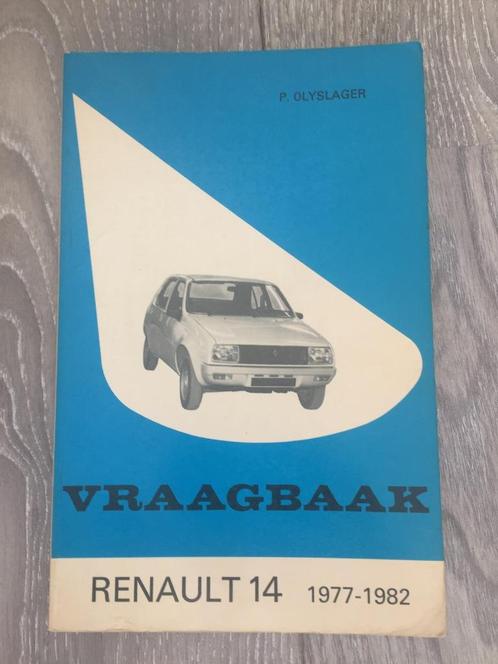 P. OLYSLAGER
VRAAGBAAK
RENAULT 14 1977-1982